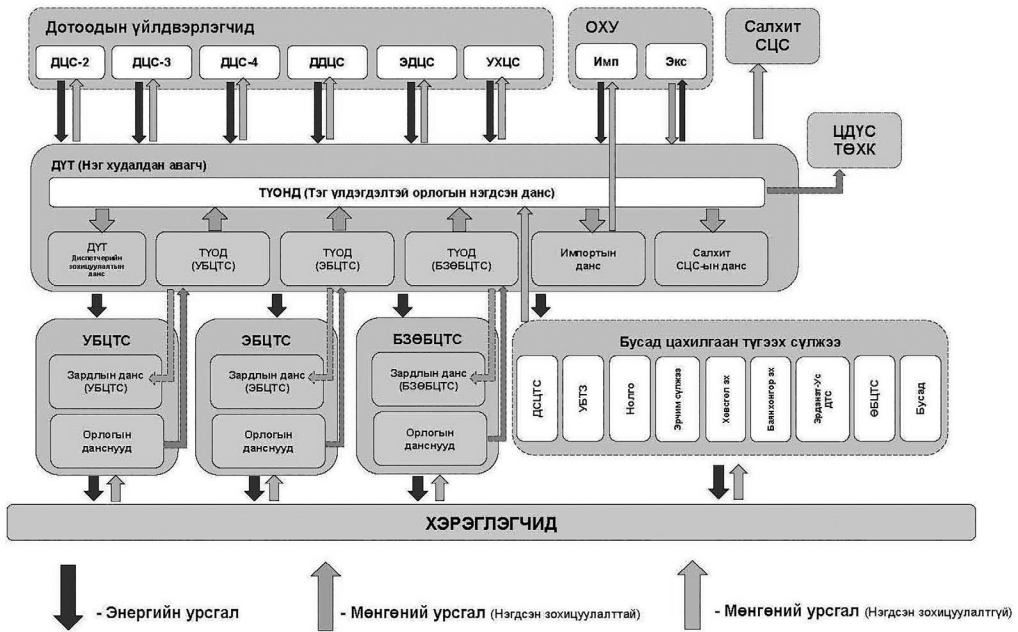 Дотоодын үйлдвэрлэгчид
ДЦС-2
ДЦС-3
ДЦС-4
ДДЦС
ЭДЦС
УХЦС
ОХУ
Имп
Экс
Салхит
СЦС
ЦДҮС
ТӨХК
ДҮТ (Нэг худалдан авагч)
ТҮОНД (Тэг үлдэгдэлтэй орлогын нэгдсэн данс)
ДҮТ
Диспетчерийн
зохицуулалтын
данс
ТҮОД
(УБЦТС)
ТҮОД
(ЭБЦТС)
ТҮОД
(БЗӨБЦТС)
Импортын
данс
Салхит
СЦС-ын данс
УБЦТС
Зардлын данс
(УБЦТС)
Орлогын
данснууд
ЭБЦТС
Зардлын данс
(ЭБЦТС)
Орлогын
данснууд
БЗӨБЦТС
Зардлын данс
(БЗӨБЦТС)
Орлогын
данснууд
Бусад цахилгаан түгээх сүлжээ
ДСЦТС
УБТЗ
Нолго
Эрчим сүлжээ
Хөвсгөл эх
Баянхонгор эх
Эрдэнэт-Ус
ДТС
ӨБЦТС
Бусад
ХЭРЭГЛЭГЧИД
- Энергийн урсгал
- Мөнгөний урсгал (Нэгдсэн зохицуулалттай)
- Мөнгөний урсгал (Нэгдсэн зохицуулалтгүй)